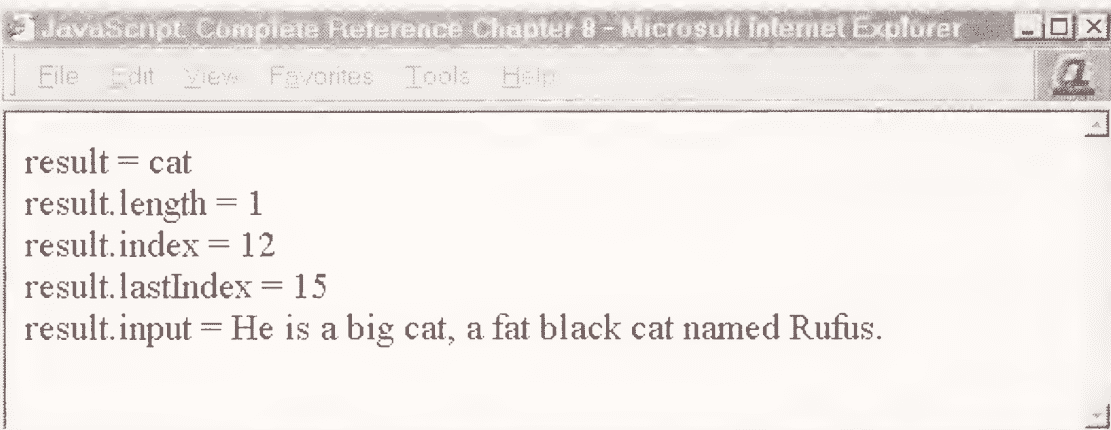 JavaScript Complete Reference Chapter 8 - Microsoft Internet Explorer
File Edit View Favorites Tools Help
result = cat
result.length = 1
result.index = 12
result.lastIndex = 15
result.input = He is a big cat, a fat black cat named Rufus.